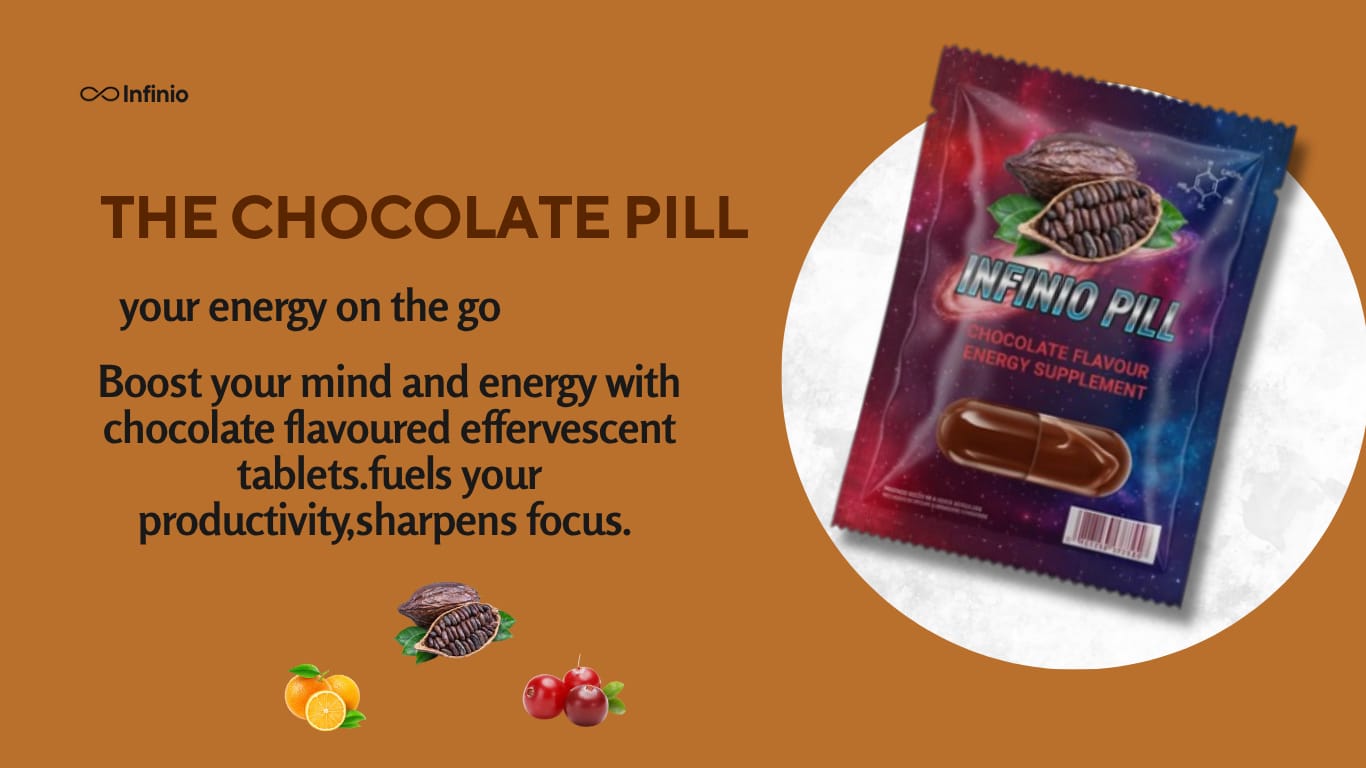 Infinio
THE CHOCOLATE PILL
your energy on the go
Boost your mind and energy with
chocolate flavoured effervescent
tablets.fuels your
productivity,sharpens focus.
INFINIO PILL
CHOCOLATE FLAVOUR
ENERGY SUPPLEMENT